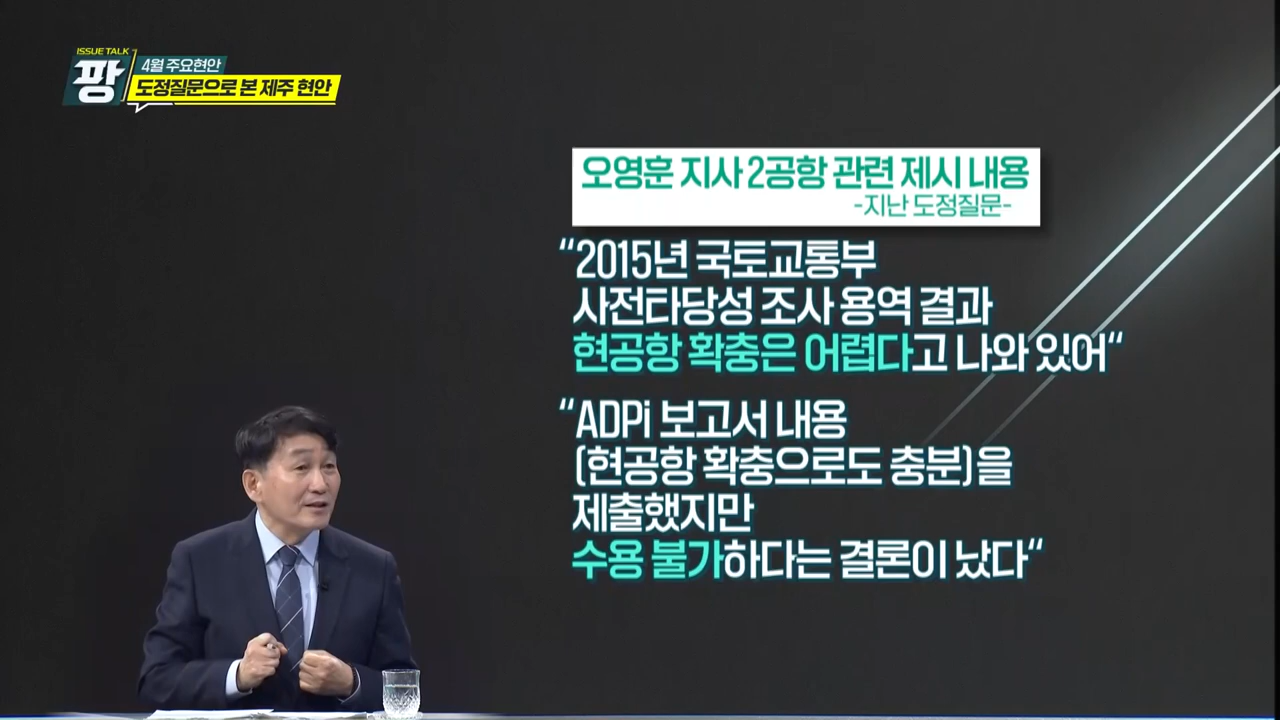 ISSUE TALK
팡
4월 주요현안
도정질문으로 본 제주 현안
오영훈 지사 2공항 관련 제시 내용
-지난 도정질문-
“2015년 국토교통부
사전타당성 조사 용역 결과
현공항 확충은 어렵다고 나와 있어“
“ADPi 보고서 내용
(현공항 확충으로도 충분)을
제출했지만
수용 불가하다는 결론이 났다“